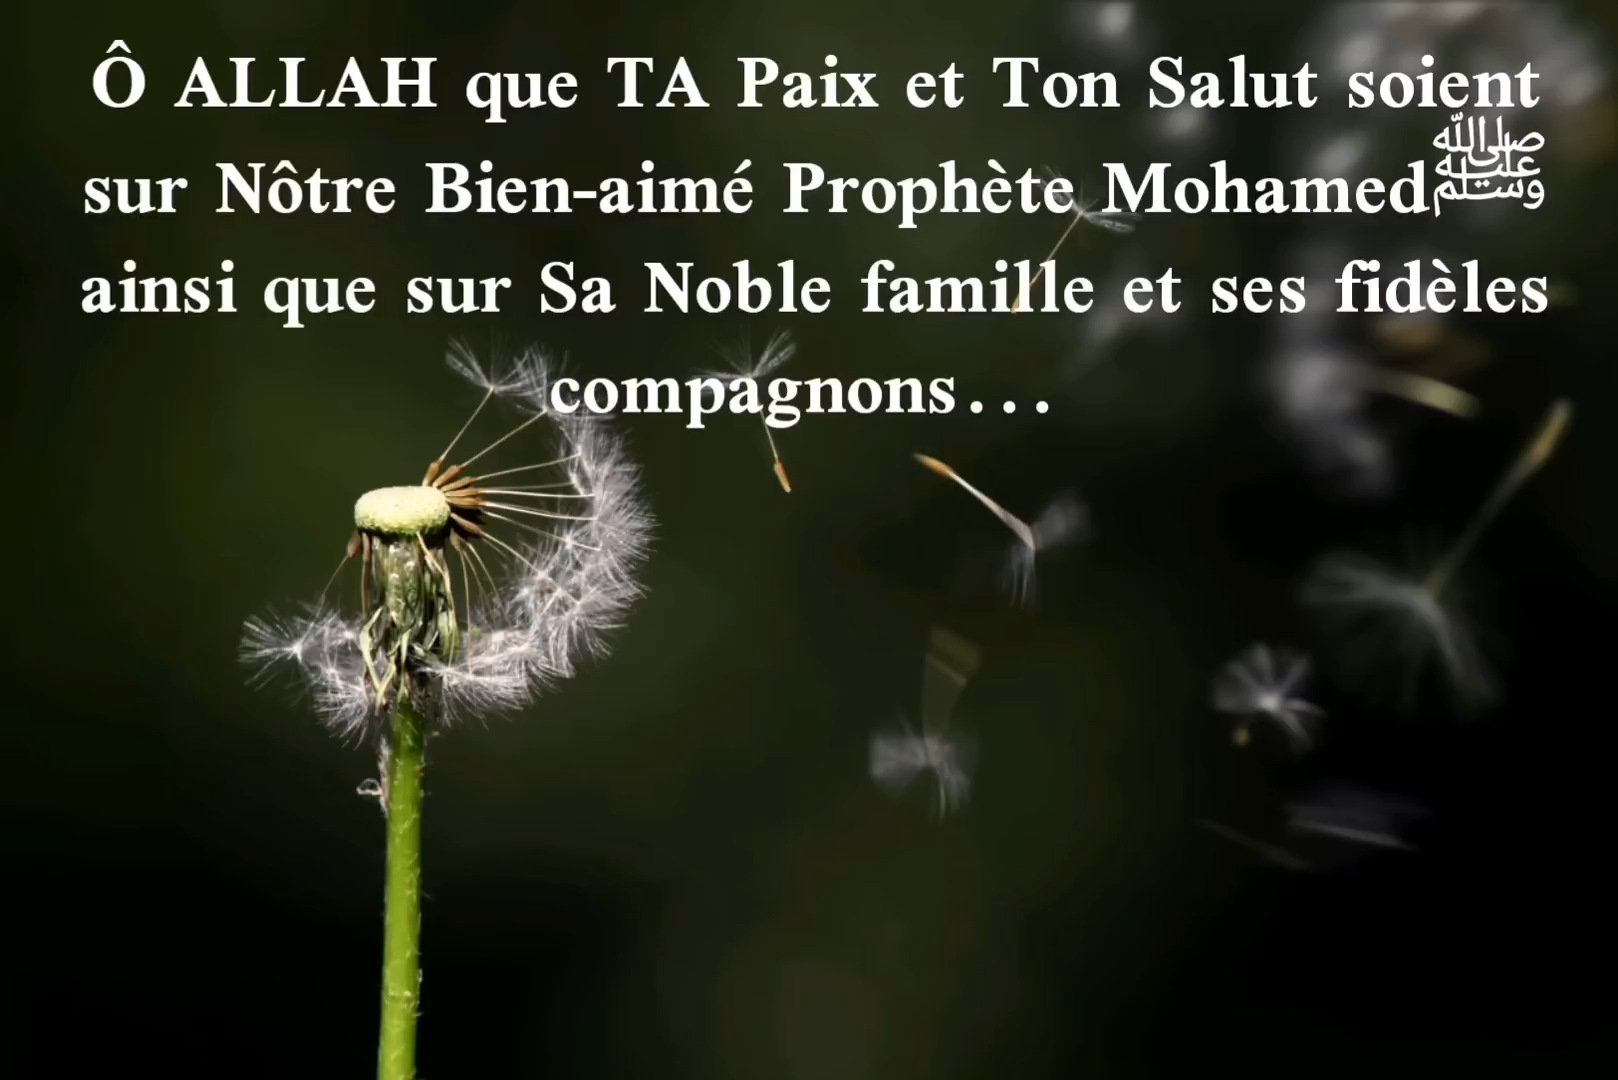 Ô ALLAH que TA Paix et Ton Salut soient
sur Nôtre Bien-aimé Prophète Mohamedﷺ
ainsi que sur Sa Noble famille et ses fidèles
compagnons...